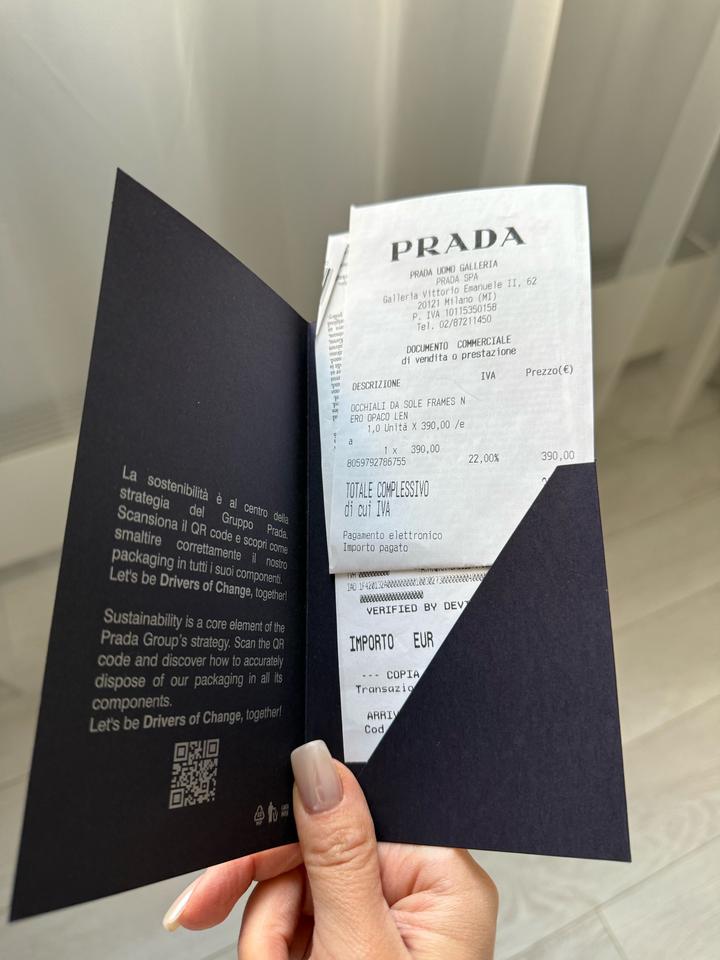 La sostenibilità è al centro della
strategia del Gruppo Prada.
Scansiona il QR code e scopri come
smaltire correttamente il nostro
packaging in tutti i suoi componenti.
Let's be Drivers of Change, together!
Sustainability is a core element of the
Prada Group's strategy. Scan the QR
code and discover how to accurately
dispose of our packaging in all its
components.
Let's be Drivers of Change, together!
PRADA
PRADA UOMO GALLERIA
PRADA SPA
Galleria Vittorio Emanuele II, 62
20121 Milano (MI)
P. IVA 10115350158
Tel. 02/87211450
DOCUMENTO COMMERCIALE
di vendita o prestazione
DESCRIZIONE IVA Prezzo(€)
OCCHIALI DA SOLE FRAMES N
ERO OPACO LEN
1,0 Unità X 390,00 /e
a
1 x 390,00
8059792786755 22,00% 390,00
TOTALE COMPLESSIVO
di cui IVA
Pagamento elettronico
Importo pagato
VERIFIED BY DEVI
IMPORTO EUR
--- COPIA
Transazio
ARRIV
Cod